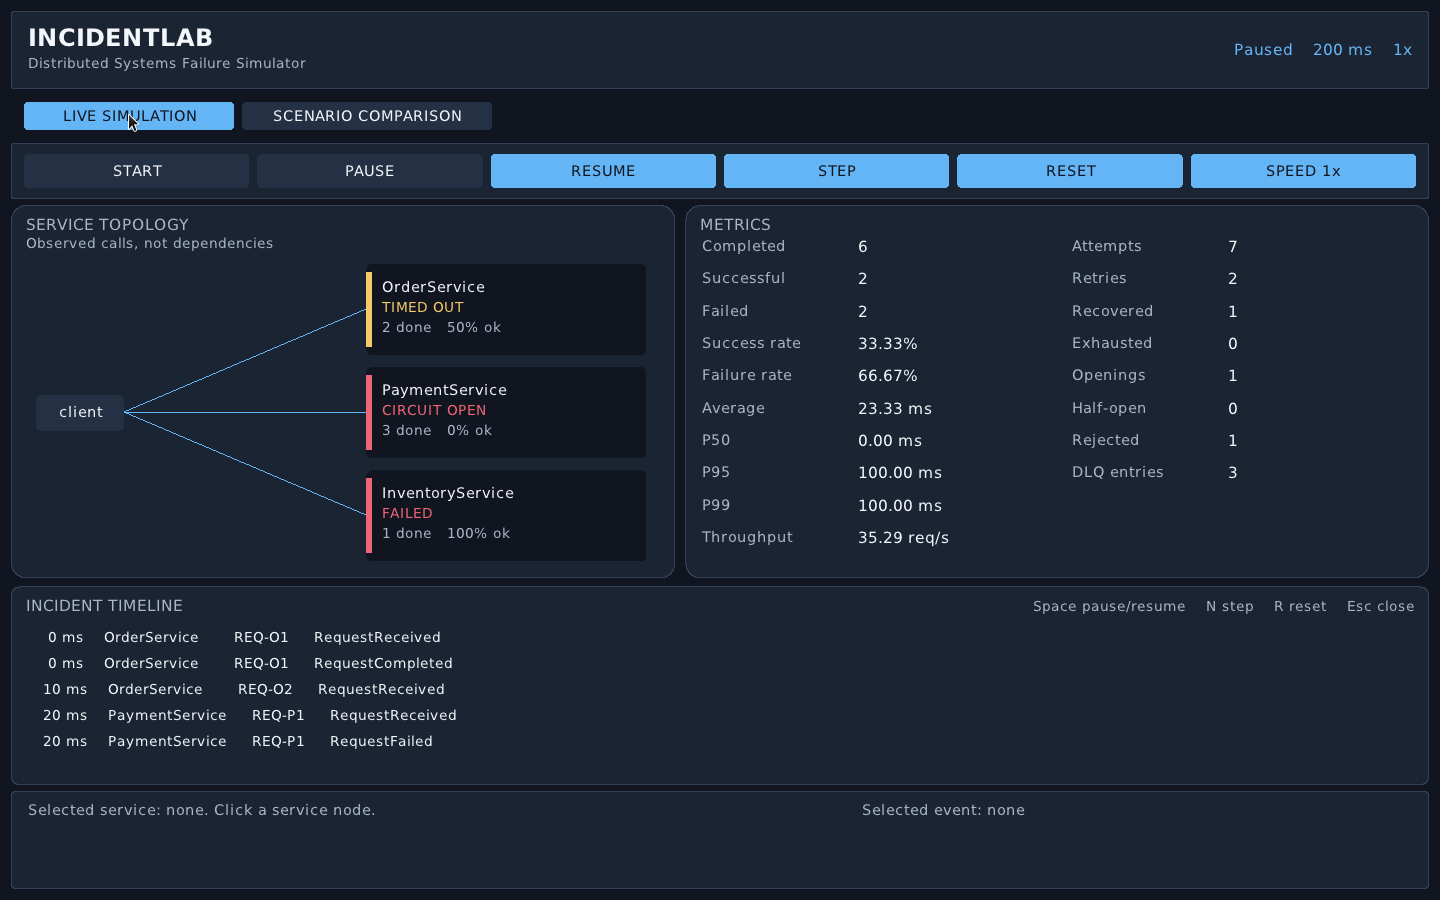 INCIDENTLAB
Distributed Systems Failure Simulator
Paused 200 ms 1x
LIVE SIMULATION SCENARIO COMPARISON
START PAUSE RESUME STEP RESET SPEED 1x
SERVICE TOPOLOGY
Observed calls, not dependencies
client
OrderService
TIMED OUT
2 done 50% ok
PaymentService
CIRCUIT OPEN
3 done 0% ok
InventoryService
FAILED
1 done 100% ok
METRICS
Completed 6 Attempts 7
Successful 2 Retries 2
Failed 2 Recovered 1
Success rate 33.33% Exhausted 0
Failure rate 66.67% Openings 1
Average 23.33 ms Half-open 0
P50 0.00 ms Rejected 1
P95 100.00 ms DLQ entries 3
P99 100.00 ms
Throughput 35.29 req/s
INCIDENT TIMELINE Space pause/resume N step R reset Esc close
0 ms OrderService REQ-O1 RequestReceived
0 ms OrderService REQ-O1 RequestCompleted
10 ms OrderService REQ-O2 RequestReceived
20 ms PaymentService REQ-P1 RequestReceived
20 ms PaymentService REQ-P1 RequestFailed
Selected service: none. Click a service node. Selected event: none